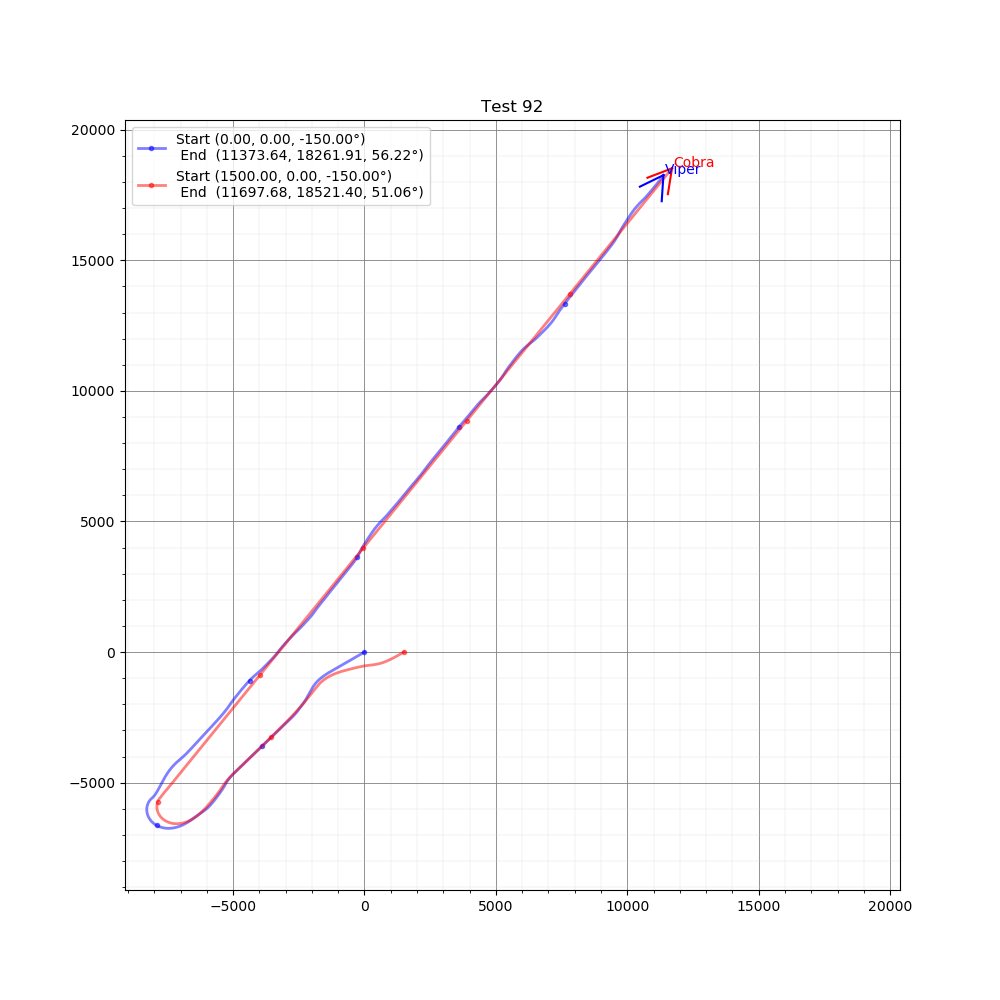 Test 92
Start (0.00, 0.00, -150.00°)
End (11373.64, 18261.91, 56.22°)
Start (1500.00, 0.00, -150.00°)
End (11697.68, 18521.40, 51.06°)
Cobra
Viper
20000
15000
10000
5000
0
−5000
−5000
0
5000
10000
15000
20000